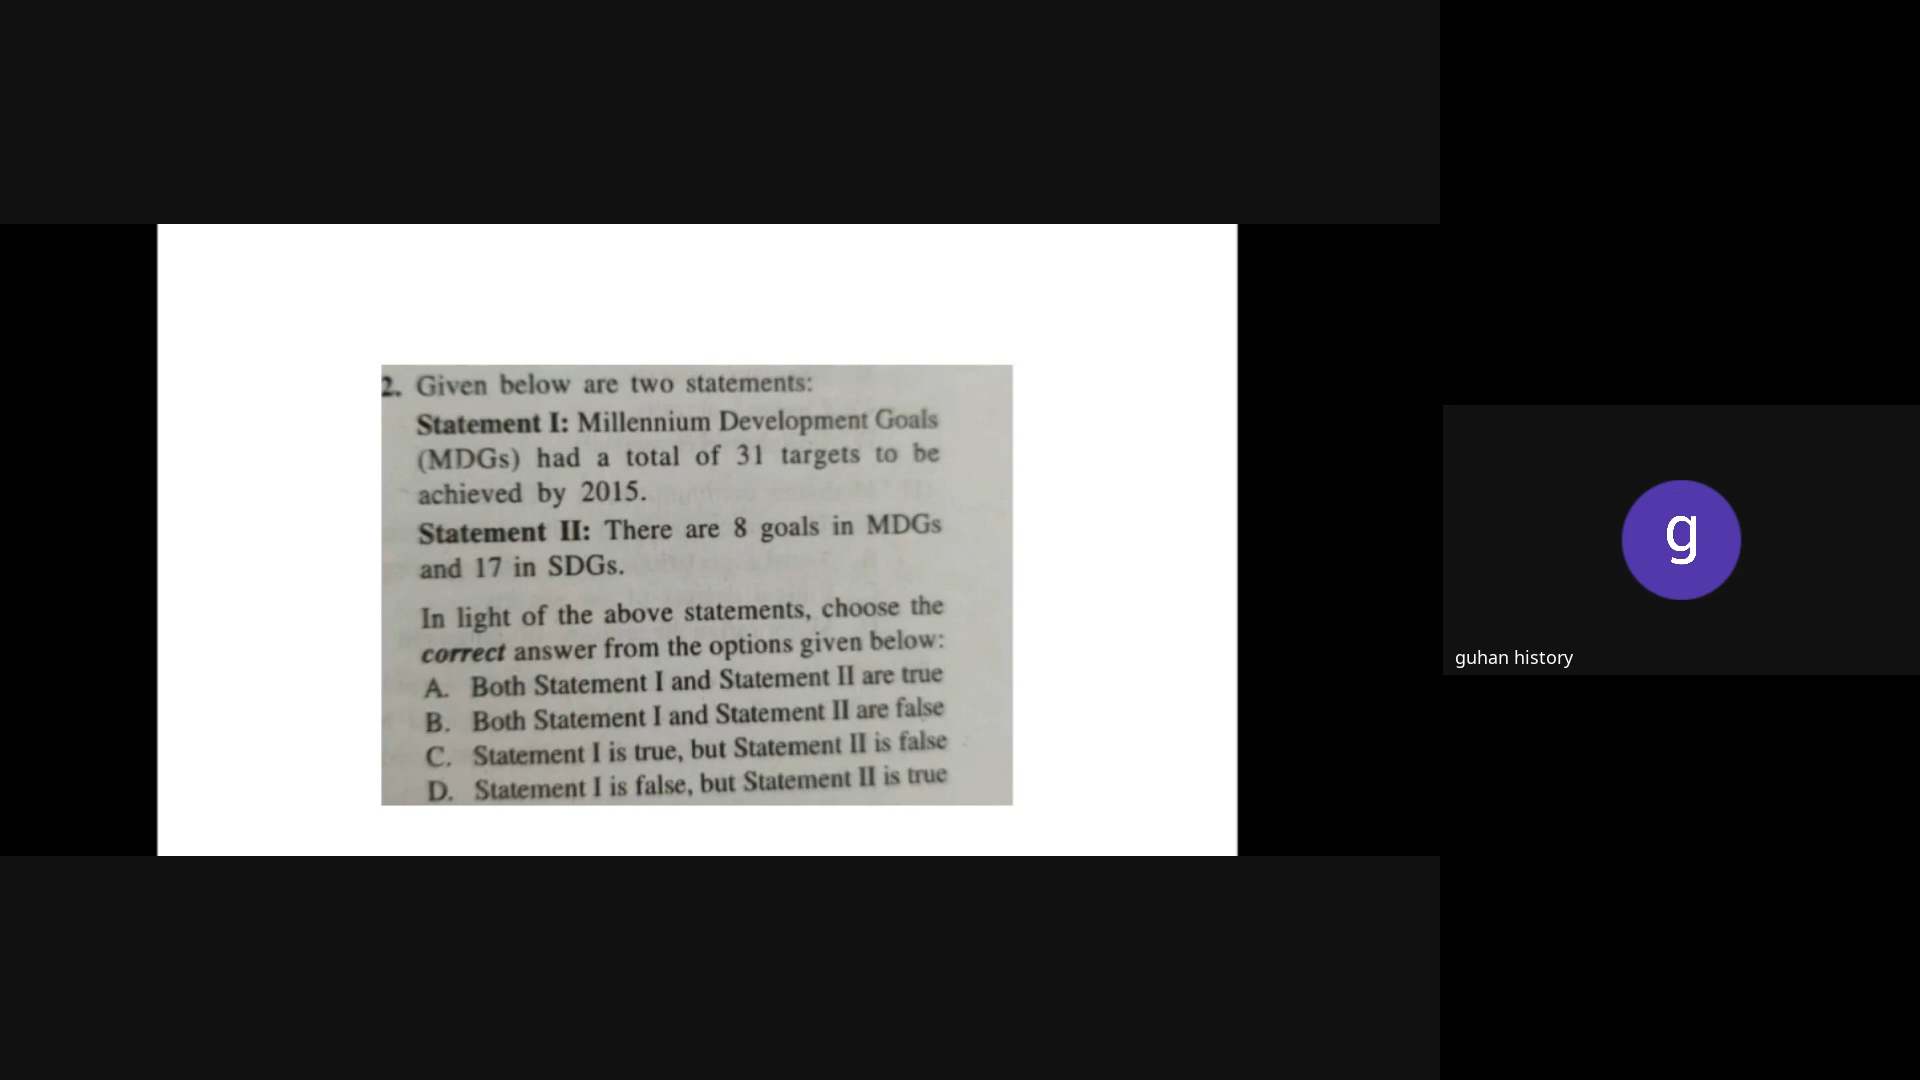 2. Given below are two statements:
Statement I: Millennium Development Goals
(MDGs) had a total of 31 targets to be
achieved by 2015.
Statement II: There are 8 goals in MDGs
and 17 in SDGs.
In light of the above statements, choose the
correct answer from the options given below:
A. Both Statement I and Statement II are true
B. Both Statement I and Statement II are false
C. Statement I is true, but Statement II is false
D. Statement I is false, but Statement II is true
g
guhan history